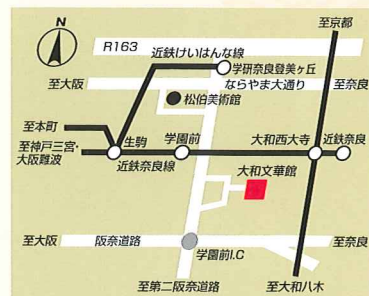 N
至京都
R163
近鉄けいはんな線
学研奈良登美ヶ丘
至大阪
ならやま大通り
至奈良
松伯美術館
至本町
生駒
学園前
大和西大寺
近鉄奈良
至神戸三宮・
大阪難波
近鉄奈良線
大和文華館
至大阪
阪奈道路
至奈良
学園前I.C
至第二阪奈道路
至大和八木